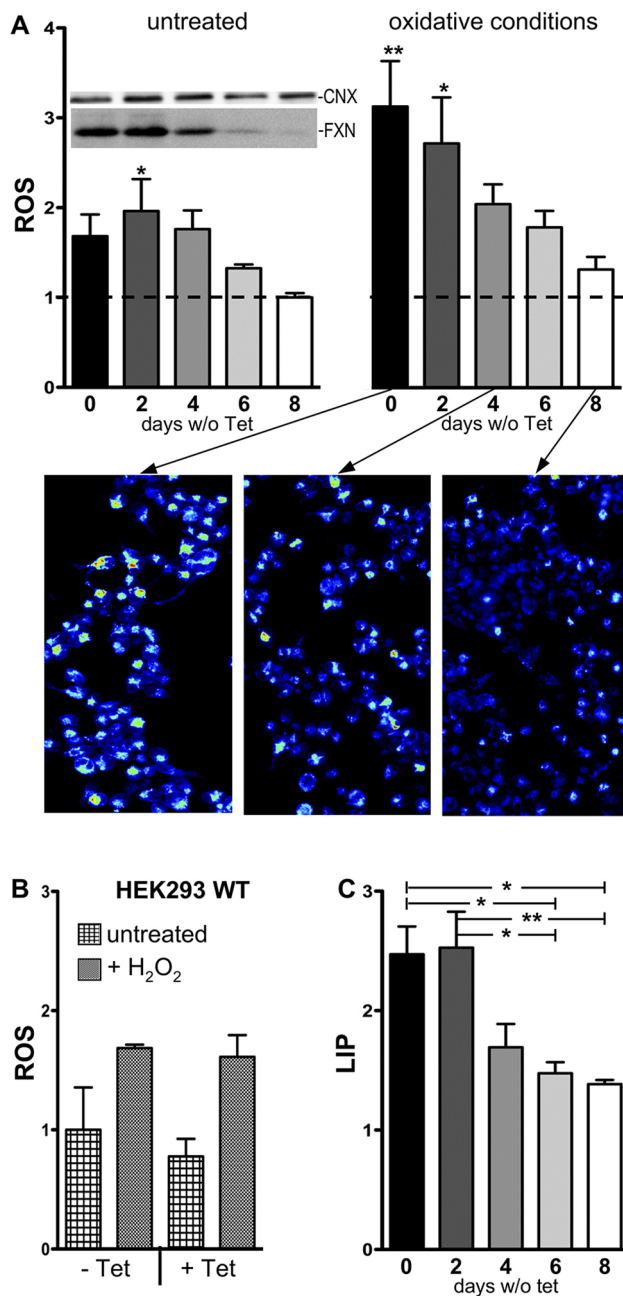 A
untreated
oxidative conditions
ROS
4
3
2
1
0
-CNX
-FXN
*
**
*
0 2 4 6 8
days w/o Tet
0 2 4 6 8
days w/o Tet
B
HEK293 WT
untreated
+ H₂O₂
ROS
3
2
1
0
- Tet
+ Tet
C
LIP
3
2
1
0
*
*
**
*
0 2 4 6 8
days w/o tet